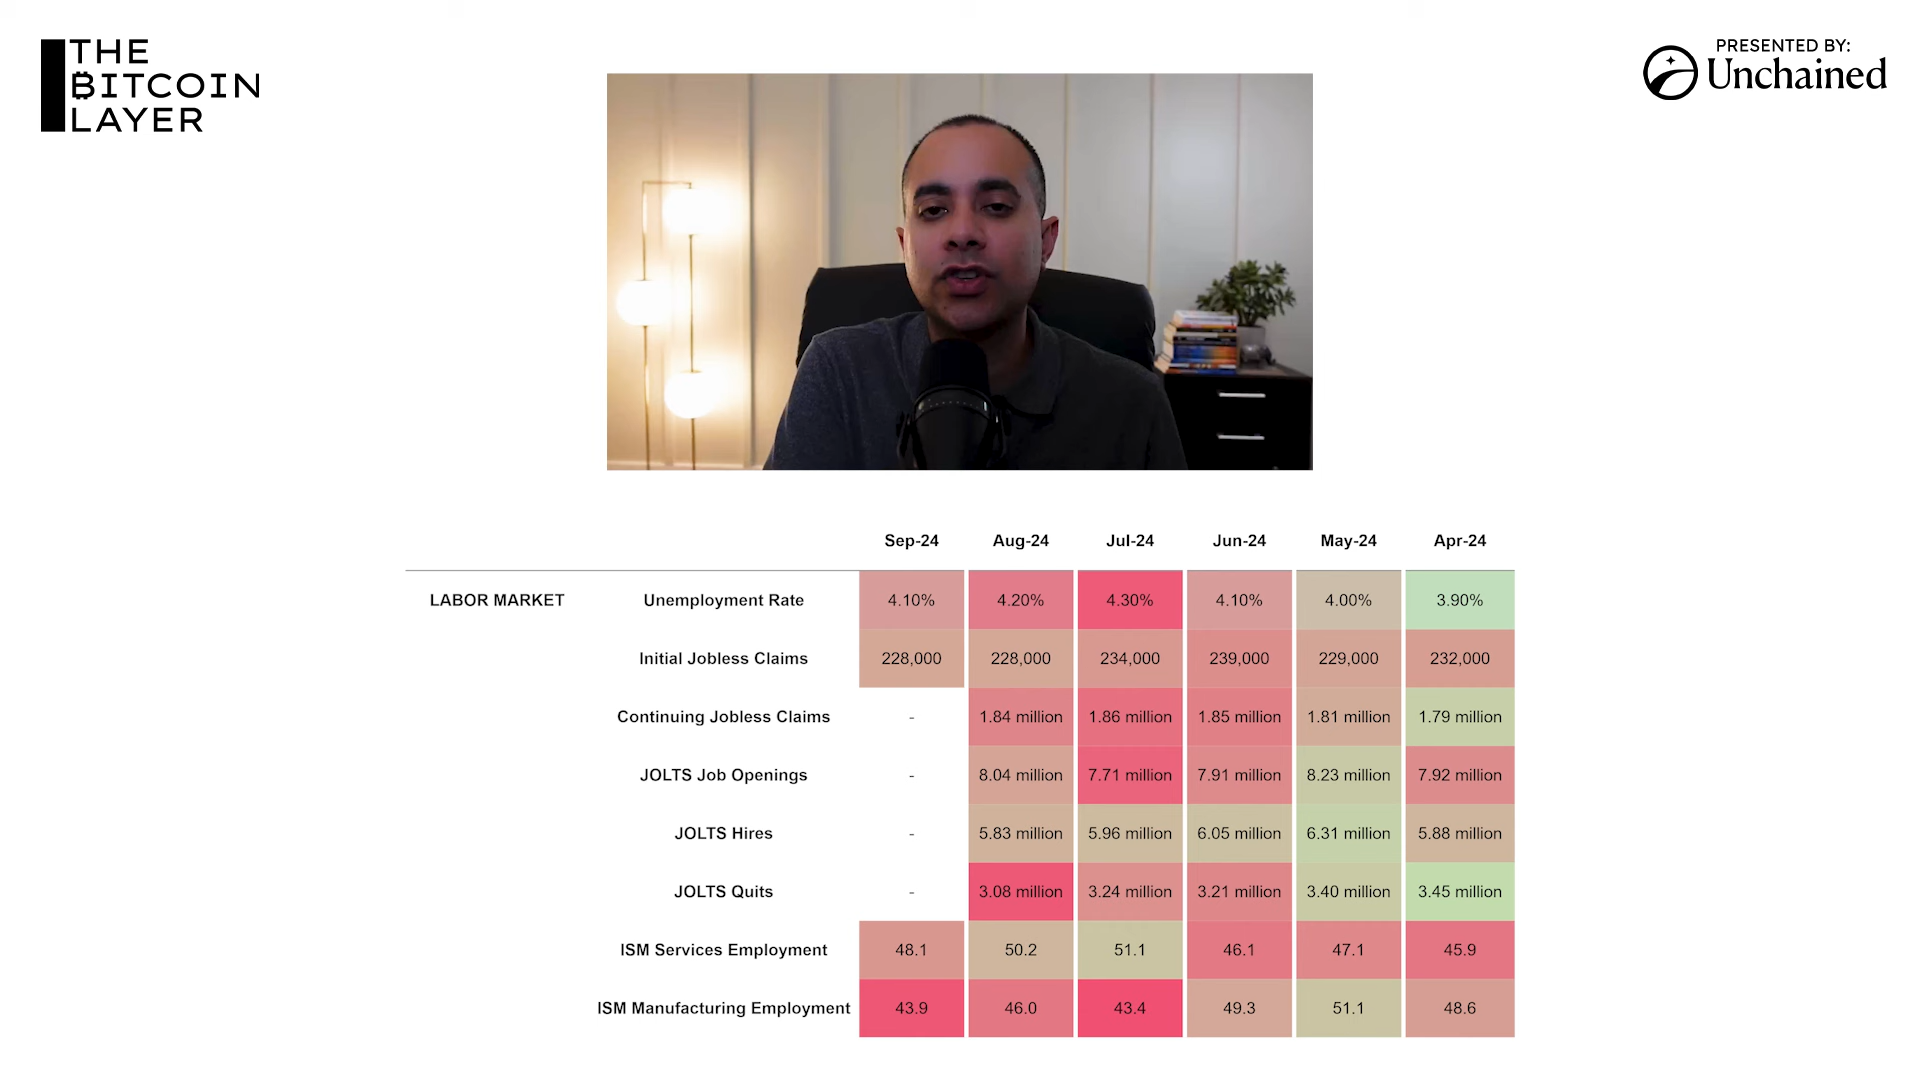 THE
BITCOIN
LAYER
PRESENTED BY:
Unchained
Sep-24 Aug-24 Jul-24 Jun-24 May-24 Apr-24
LABOR MARKET Unemployment Rate 4.10% 4.20% 4.30% 4.10% 4.00% 3.90%
Initial Jobless Claims 228,000 228,000 234,000 239,000 229,000 232,000
Continuing Jobless Claims - 1.84 million 1.86 million 1.85 million 1.81 million 1.79 million
JOLTS Job Openings - 8.04 million 7.71 million 7.91 million 8.23 million 7.92 million
JOLTS Hires - 5.83 million 5.96 million 6.05 million 6.31 million 5.88 million
JOLTS Quits - 3.08 million 3.24 million 3.21 million 3.40 million 3.45 million
ISM Services Employment 48.1 50.2 51.1 46.1 47.1 45.9
ISM Manufacturing Employment 43.9 46.0 43.4 49.3 51.1 48.6